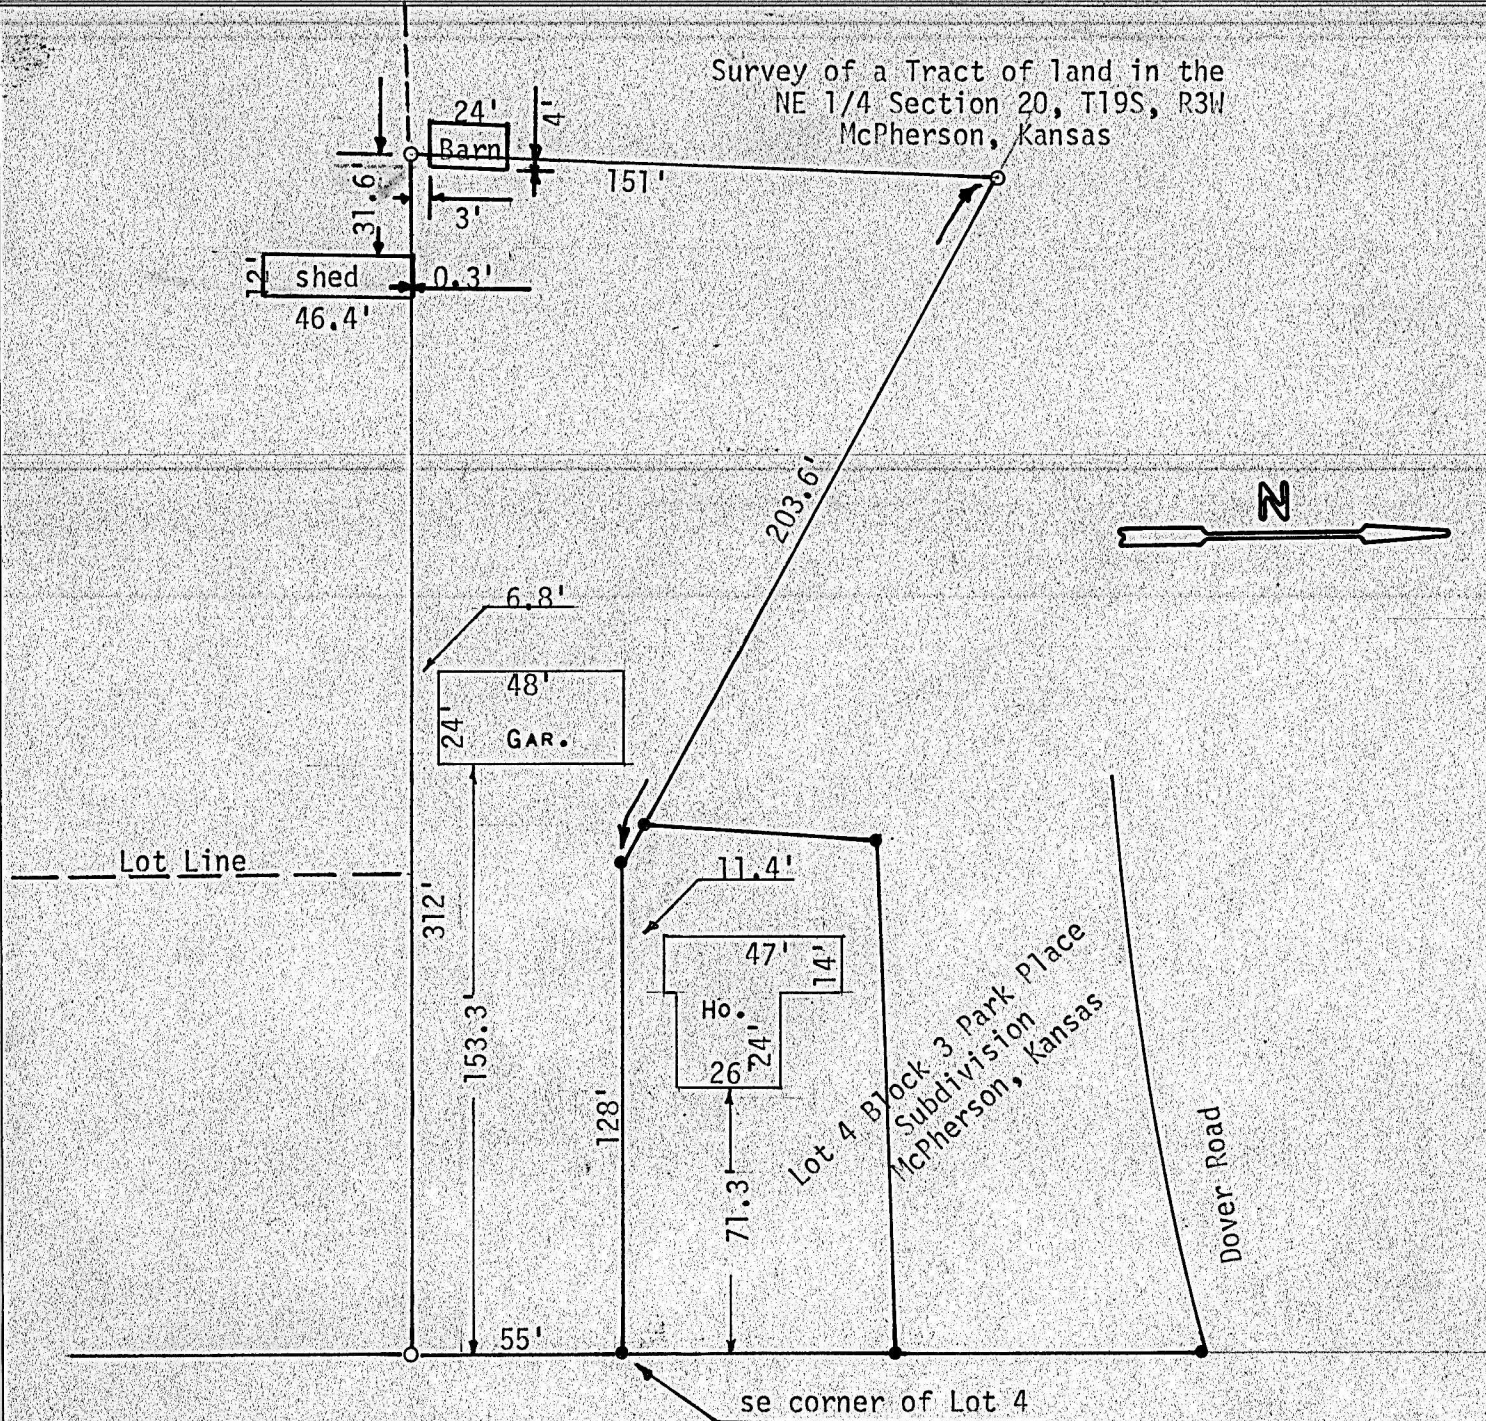 Survey of a Tract of land in the
NE 1/4 Section 20, T19S, R3W
McPherson, Kansas
24'
4'
Barn
151'
31.6'
3'
12'
shed
0.3'
46.4'
203.6'
N
6.8'
48'
24'
GAR.
Lot Line
312'
11.4'
47'
14'
Ho.
24'
26'
153.3'
128'
71.3'
Lot 4 Block 3 Park Place
Subdivision
McPherson, Kansas
Dover Road
55'
se corner of Lot 4